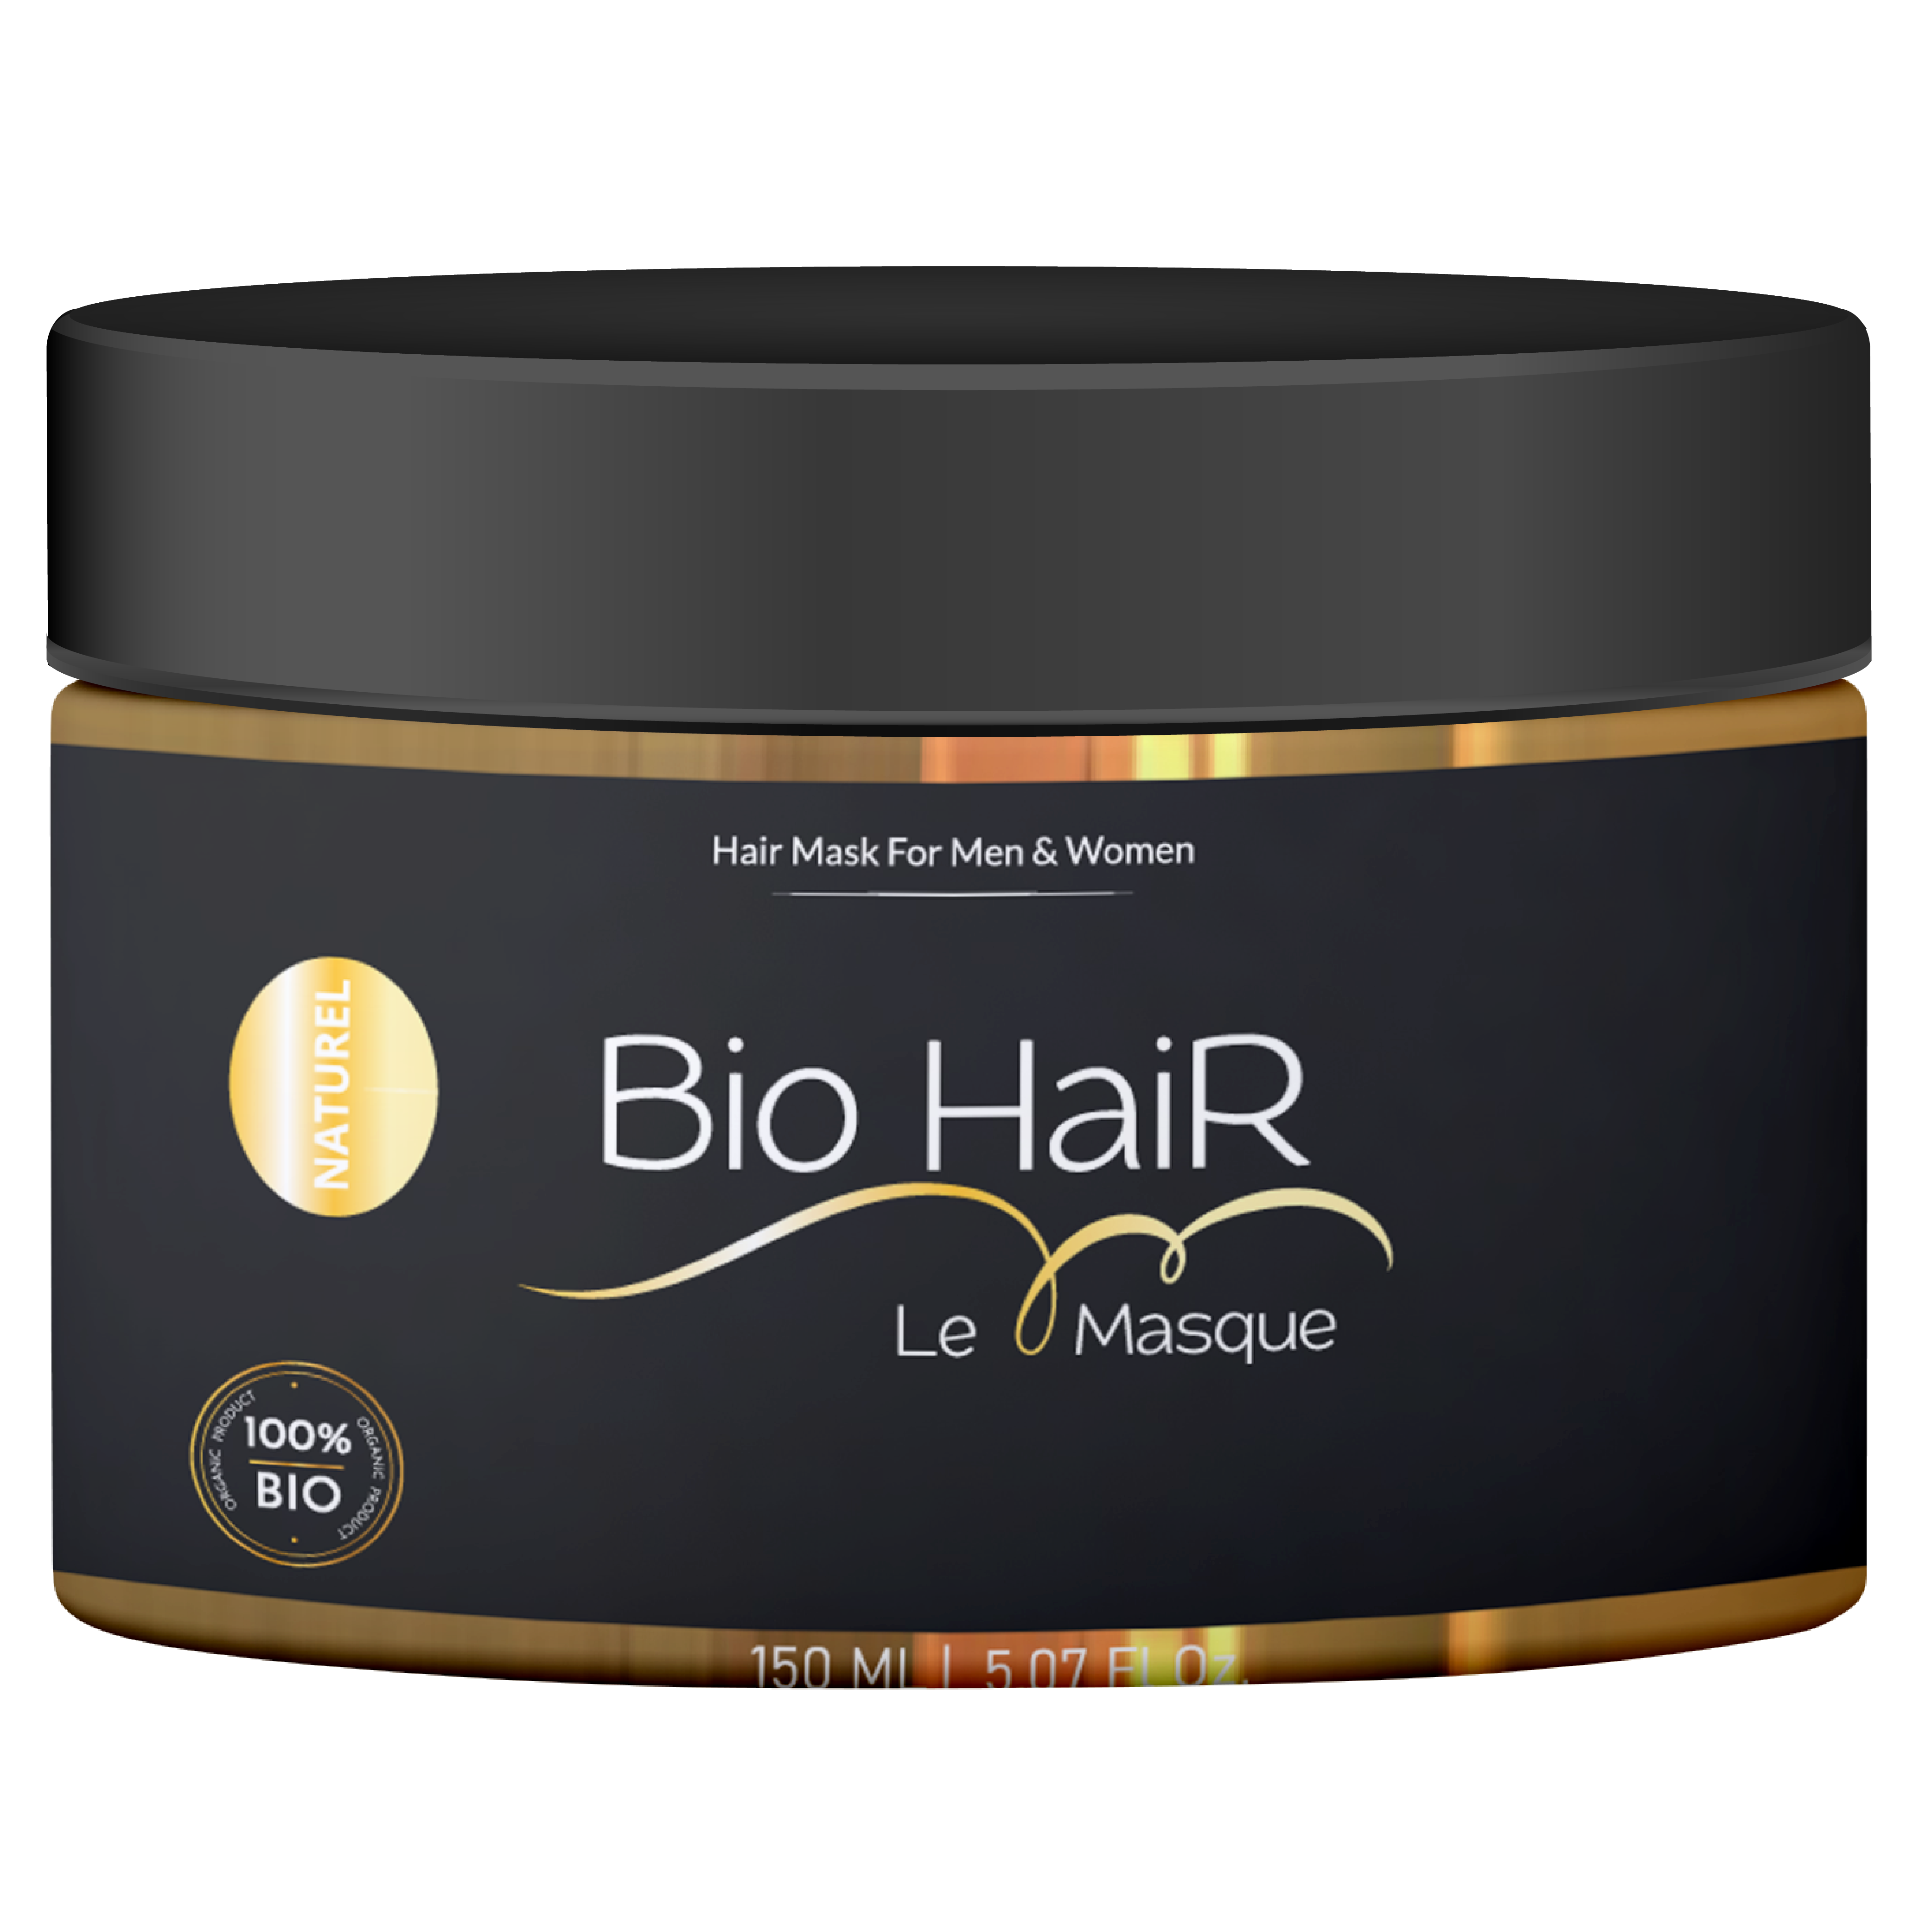 Hair Mask For Men & Women
NATUREL
Bio HaiR
Le Masque
ORGANIC PRODUCT
100%
BIO
ORGANIC PRODUCT
150 ML | 5.07 FL Oz.